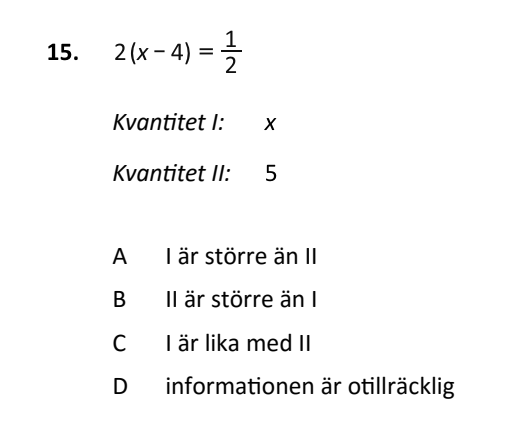 15. 2(x − 4) = 1/2
Kvantitet I: x
Kvantitet II: 5
A I är större än II
B II är större än I
C I är lika med II
D informationen är otillräcklig